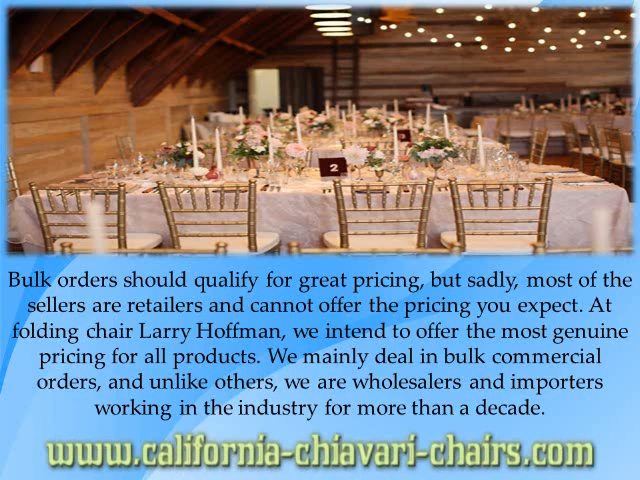 2
Bulk orders should qualify for great pricing, but sadly, most of the
sellers are retailers and cannot offer the pricing you expect. At
folding chair Larry Hoffman, we intend to offer the most genuine
pricing for all products. We mainly deal in bulk commercial
orders, and unlike others, we are wholesalers and importers
working in the industry for more than a decade.
www.california-chiavari-chairs.com